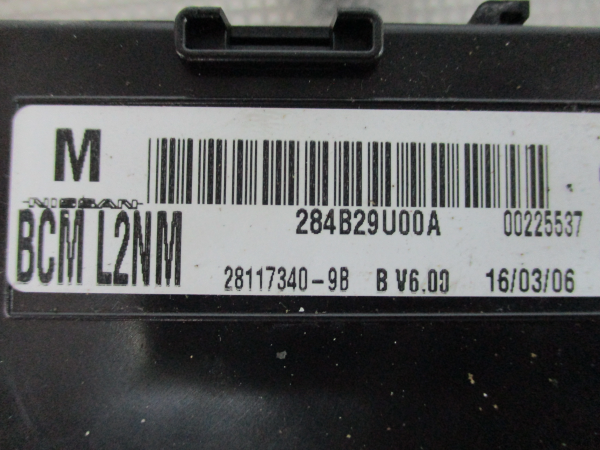 M
NISSAN
284B29U00A 00225537
BCM L2NM
28117340-9B B V6.00 16/03/06